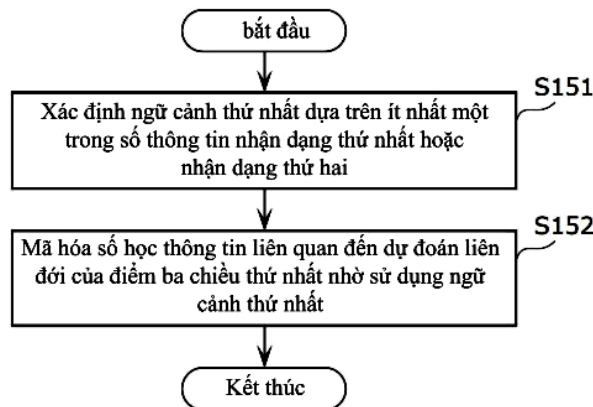 bắt đầu
S151
Xác định ngữ cảnh thứ nhất dựa trên ít nhất một
trong số thông tin nhận dạng thứ nhất hoặc
nhận dạng thứ hai
S152
Mã hóa số học thông tin liên quan đến dự đoán liên
đới của điểm ba chiều thứ nhất nhờ sử dụng ngữ
cảnh thứ nhất
Kết thúc